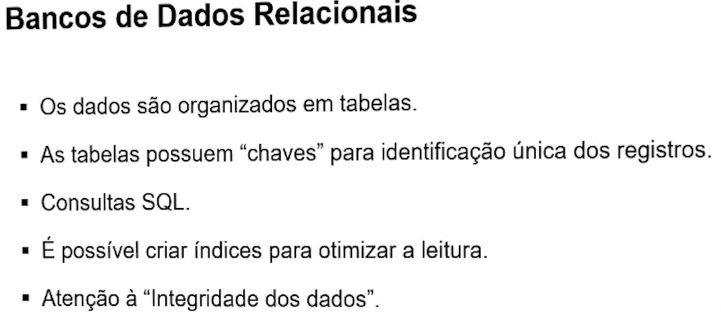 Bancos de Dados Relacionais
▪ Os dados são organizados em tabelas.
▪ As tabelas possuem “chaves” para identificação única dos registros.
▪ Consultas SQL.
▪ É possível criar índices para otimizar a leitura.
▪ Atenção à “Integridade dos dados”.